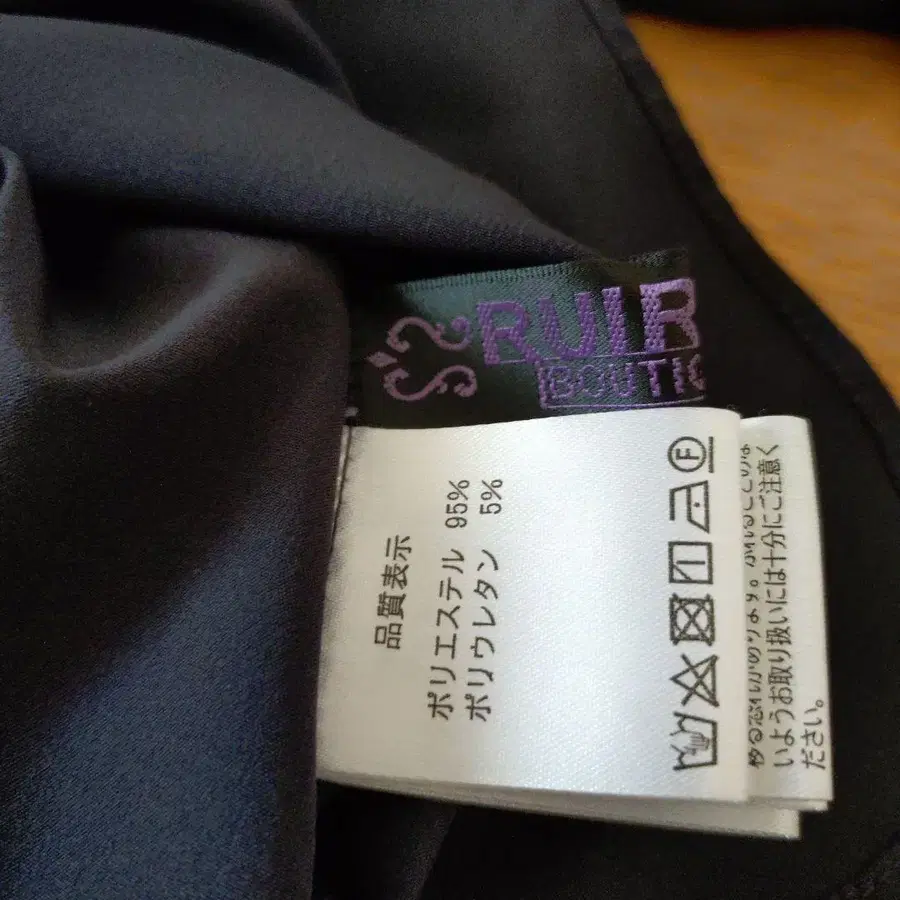 RUIR
BOUTI
品質表示
ポリエステル 95%
ポリウレタン 5%
F
いようお取り扱いには十分にご注意く
ださい。